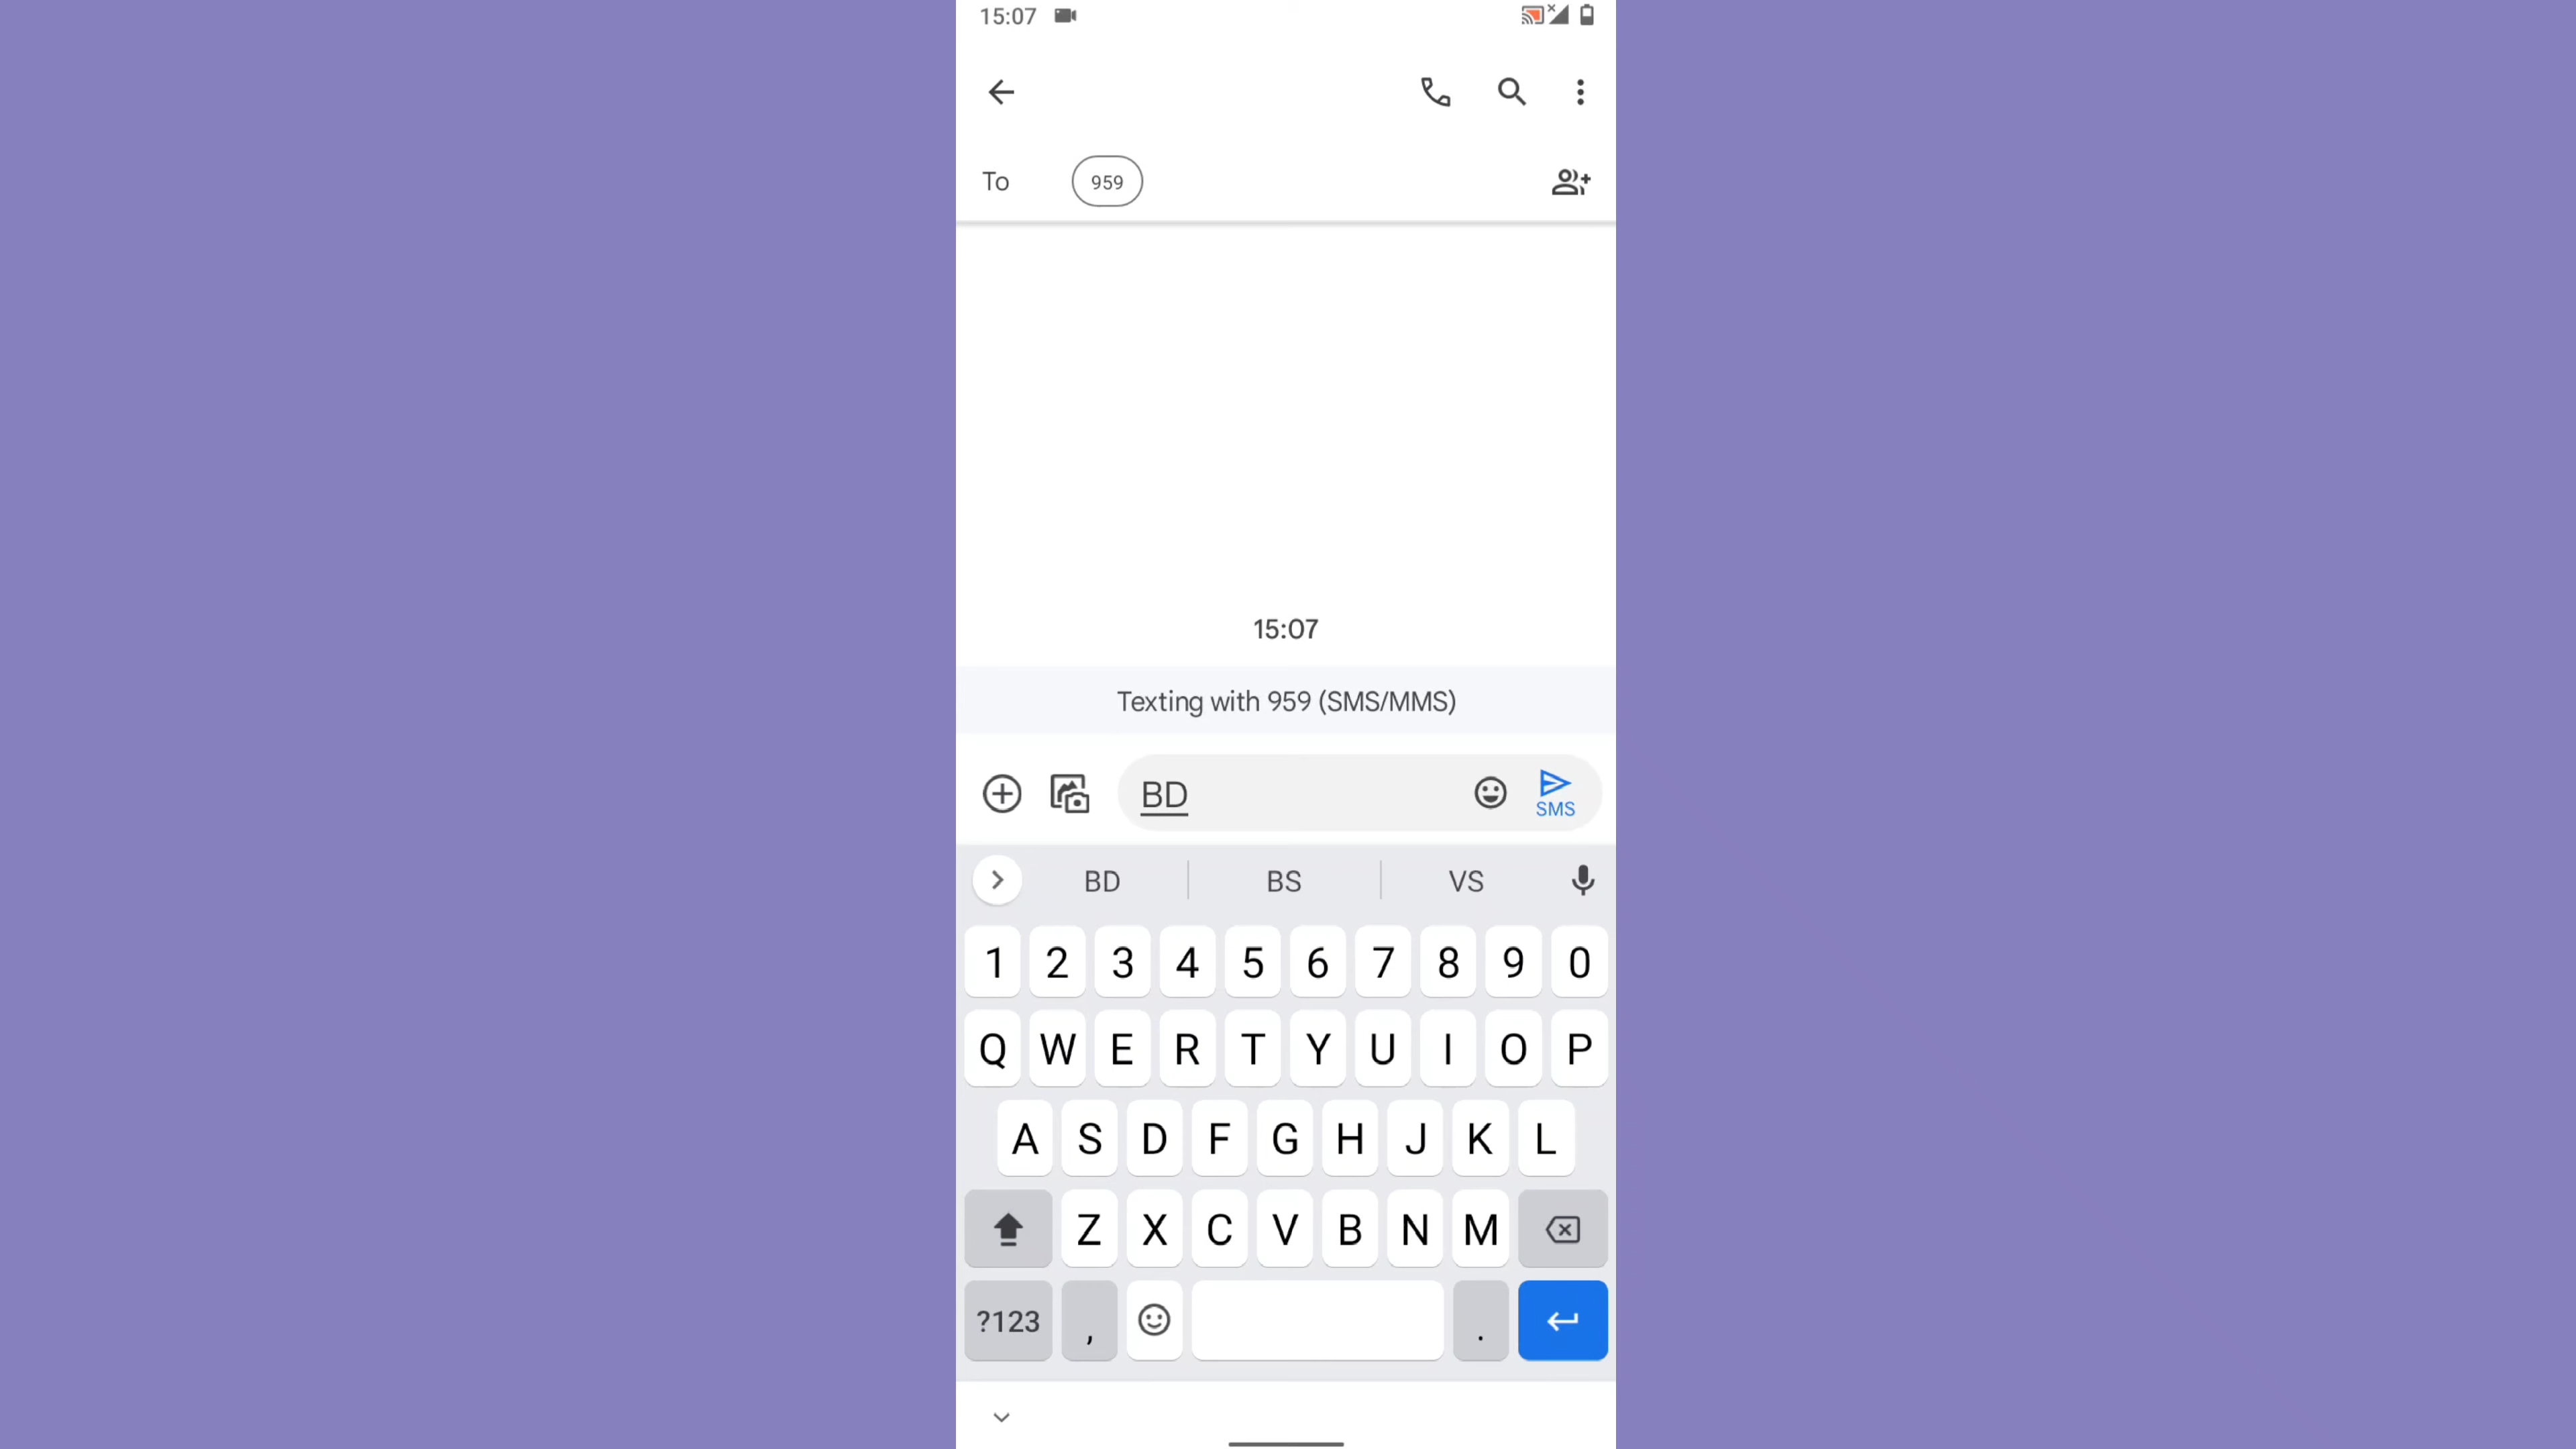 15:07
To 959
15:07
Texting with 959 (SMS/MMS)
BD
SMS
BD BS VS
1 2 3 4 5 6 7 8 9 0
Q W E R T Y U I O P
A S D F G H J K L
Z X C V B N M
?123 , .